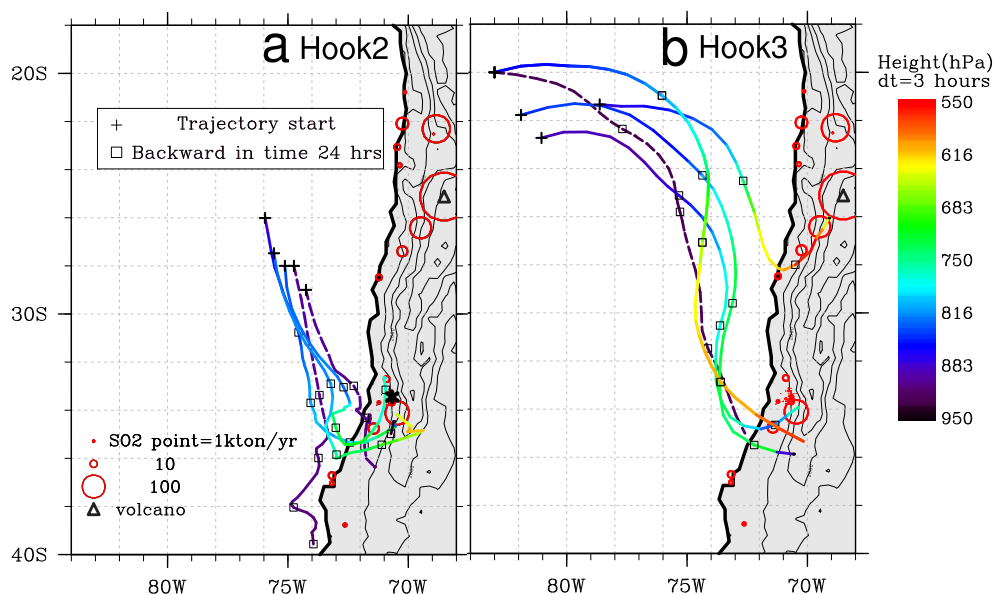 a Hook2
b Hook3
Height(hPa)
dt=3 hours
20S
30S
40S
Trajectory start
Backward in time 24 hrs
SO2 point=1kton/yr
10
100
volcano
80W
75W
70W
80W
75W
70W
550
616
683
750
816
883
950